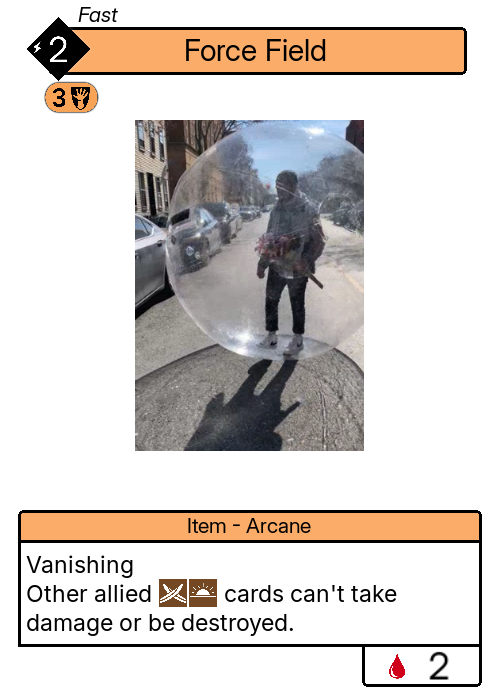 Fast
2
Force Field
3
Item - Arcane
Vanishing
Other allied cards can't take
damage or be destroyed.
2